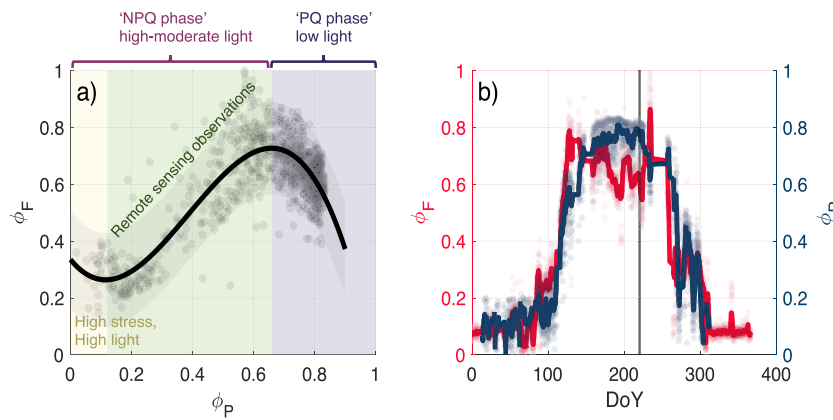 ‘NPQ phase’
high-moderate light
‘PQ phase’
low light
a)
Remote sensing observations
High stress,
High light
ϕF
ϕP
0
0.2
0.4
0.6
0.8
1
0
0.2
0.4
0.6
0.8
1
b)
ϕF
ϕP
DoY
0
0.2
0.4
0.6
0.8
1
0
0.2
0.4
0.6
0.8
1
0
100
200
300
400